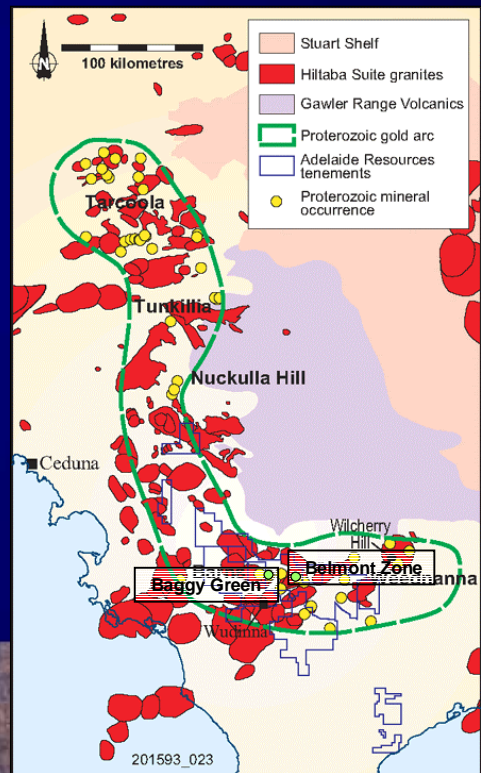 N
100 kilometres
Stuart Shelf
Hiltaba Suite granites
Gawler Range Volcanics
Proterozoic gold arc
Adelaide Resources
tenements
Proterozoic mineral
occurrence
Tarcoola
Tunkillia
Nuckulla Hill
Ceduna
Wilcherry
Hill
Belmont Zone
Baggy Green
Wudinna
201593_023